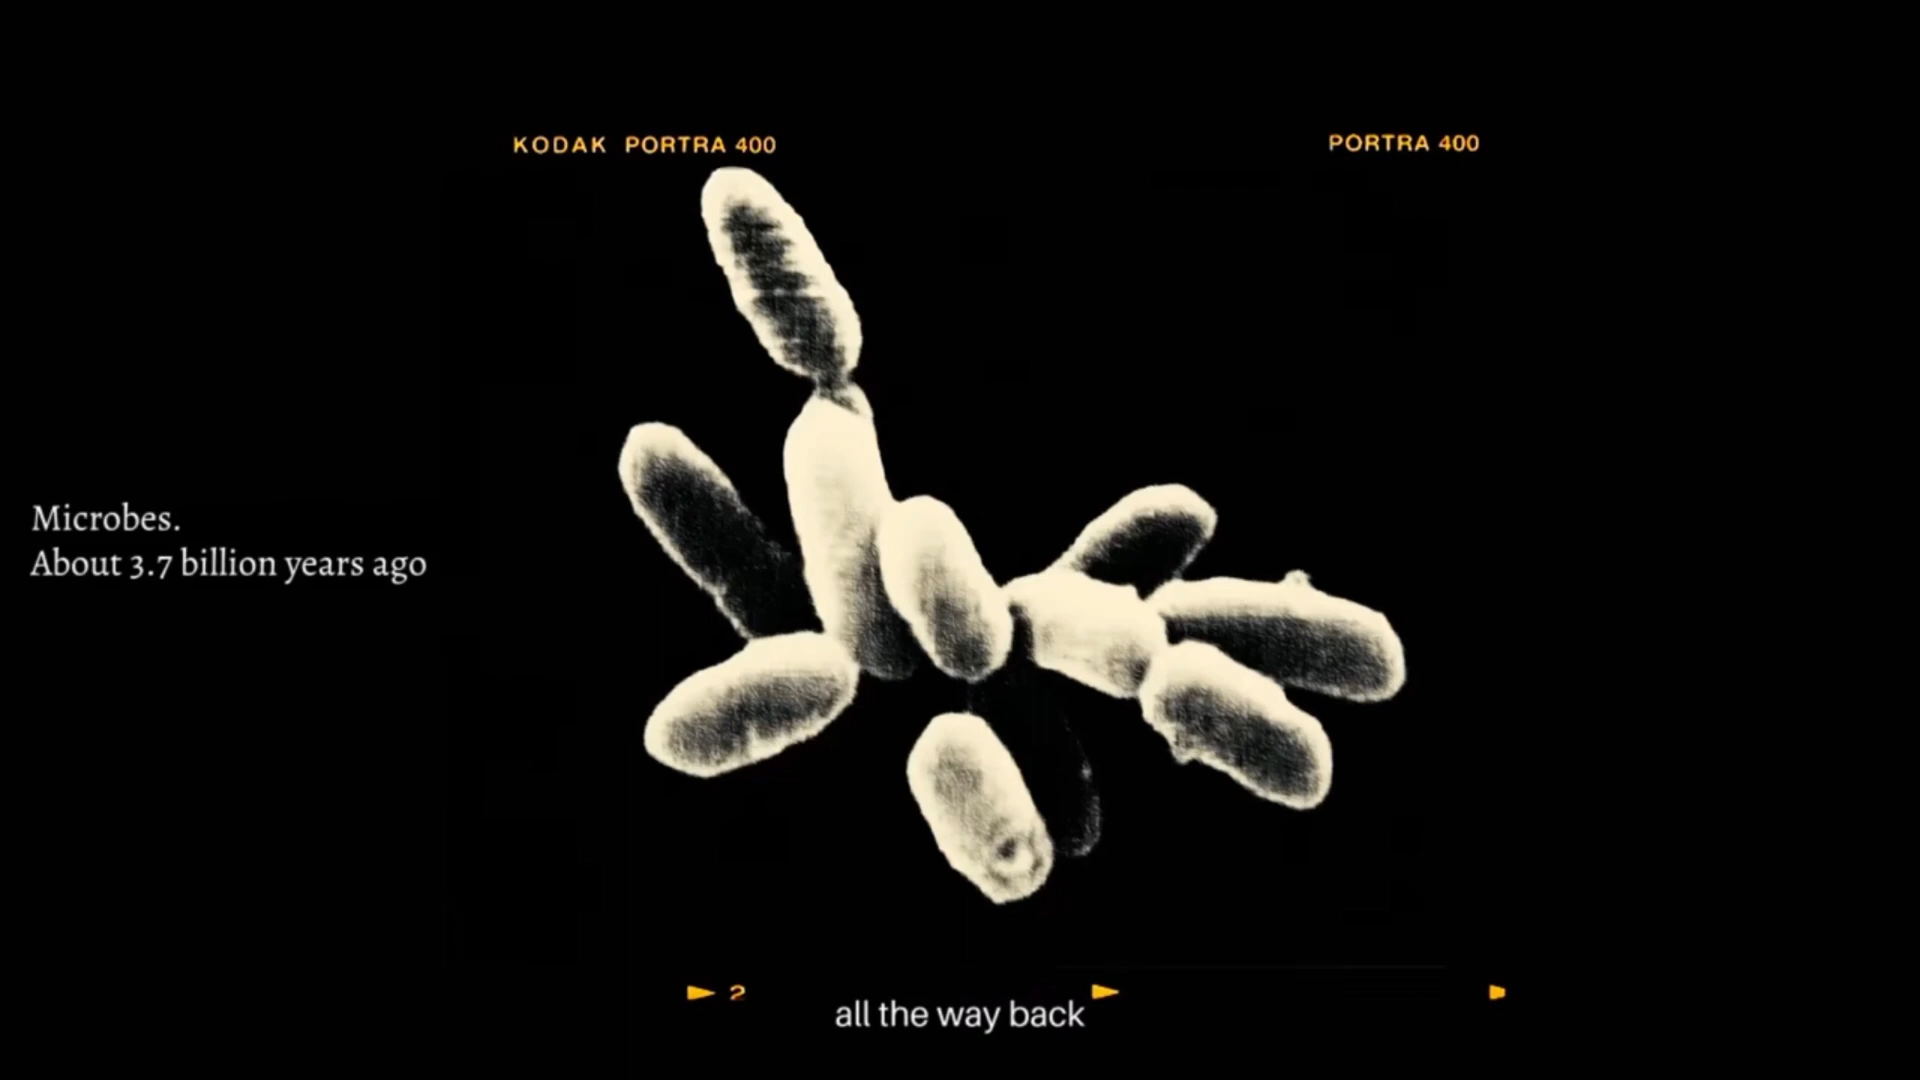 KODAK PORTRA 400
PORTRA 400
Microbes.
About 3.7 billion years ago
2
all the way back